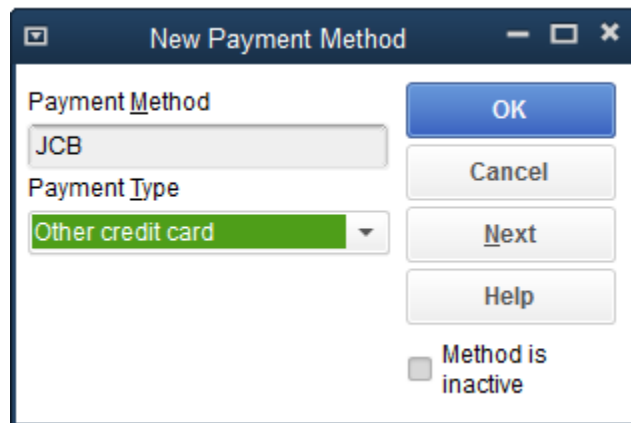 New Payment Method
Payment Method
JCB
Payment Type
Other credit card
OK
Cancel
Next
Help
Method is
inactive